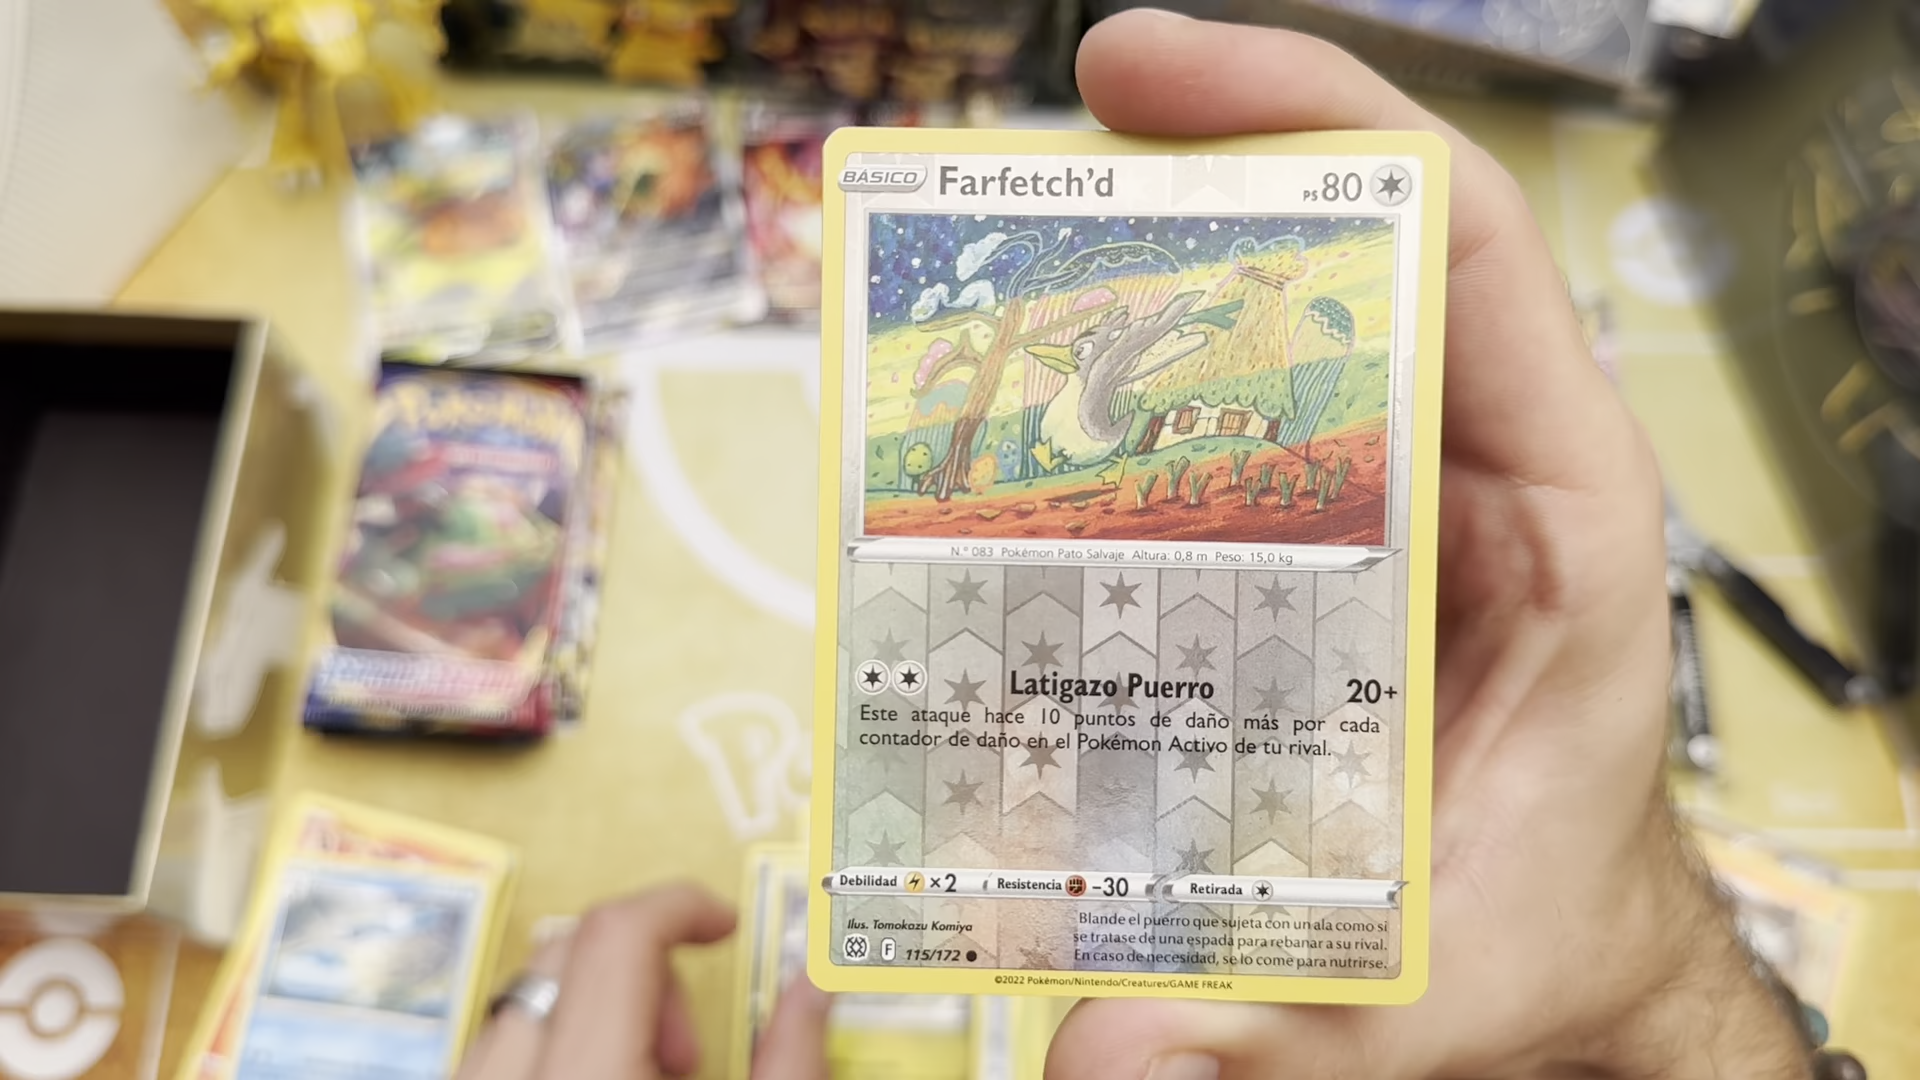 BÁSICO Farfetch'd PS 80
N.º 083 Pokémon Pato Salvaje Altura: 0,8 m Peso: 15,0 kg
Latigazo Puerro 20+
Este ataque hace 10 puntos de daño más por cada
contador de daño en el Pokémon Activo de tu rival.
Debilidad ×2 Resistencia -30 Retirada
Ilus. Tomokazu Komiya
F 115/172
Blande el puerro que sujeta con un ala como si
se tratase de una espada para rebanar a su rival.
En caso de necesidad, se lo come para nutrirse.
©2022 Pokémon/Nintendo/Creatures/GAME FREAK